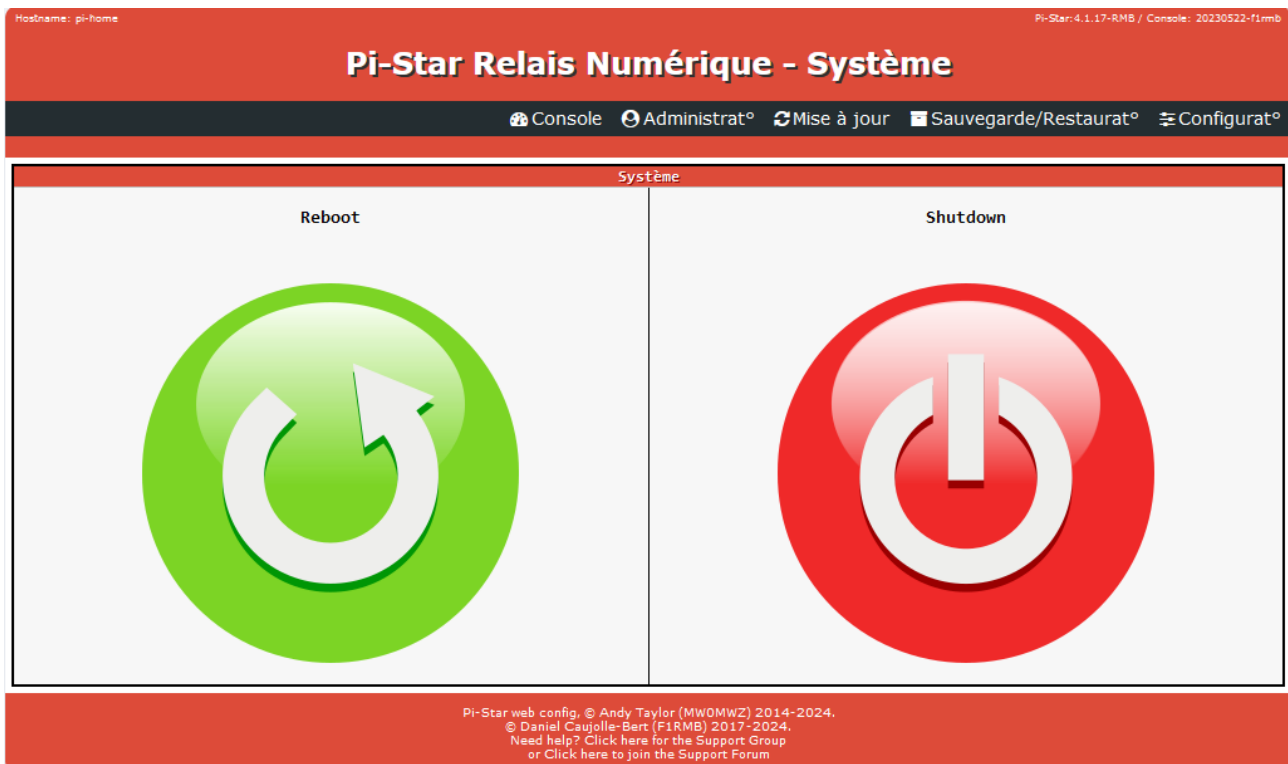 Hostname: pi-home
Pi-Star:4.1.17-RMB / Console: 20230522-f1rmb
Pi-Star Relais Numérique - Système
Console Administrat° Mise à jour Sauvegarde/Restaurat° Configurat°
Système
Reboot
Shutdown
Pi-Star web config, © Andy Taylor (MW0MWZ) 2014-2024.
© Daniel Caujolle-Bert (F1RMB) 2017-2024.
Need help? Click here for the Support Group
or Click here to join the Support Forum